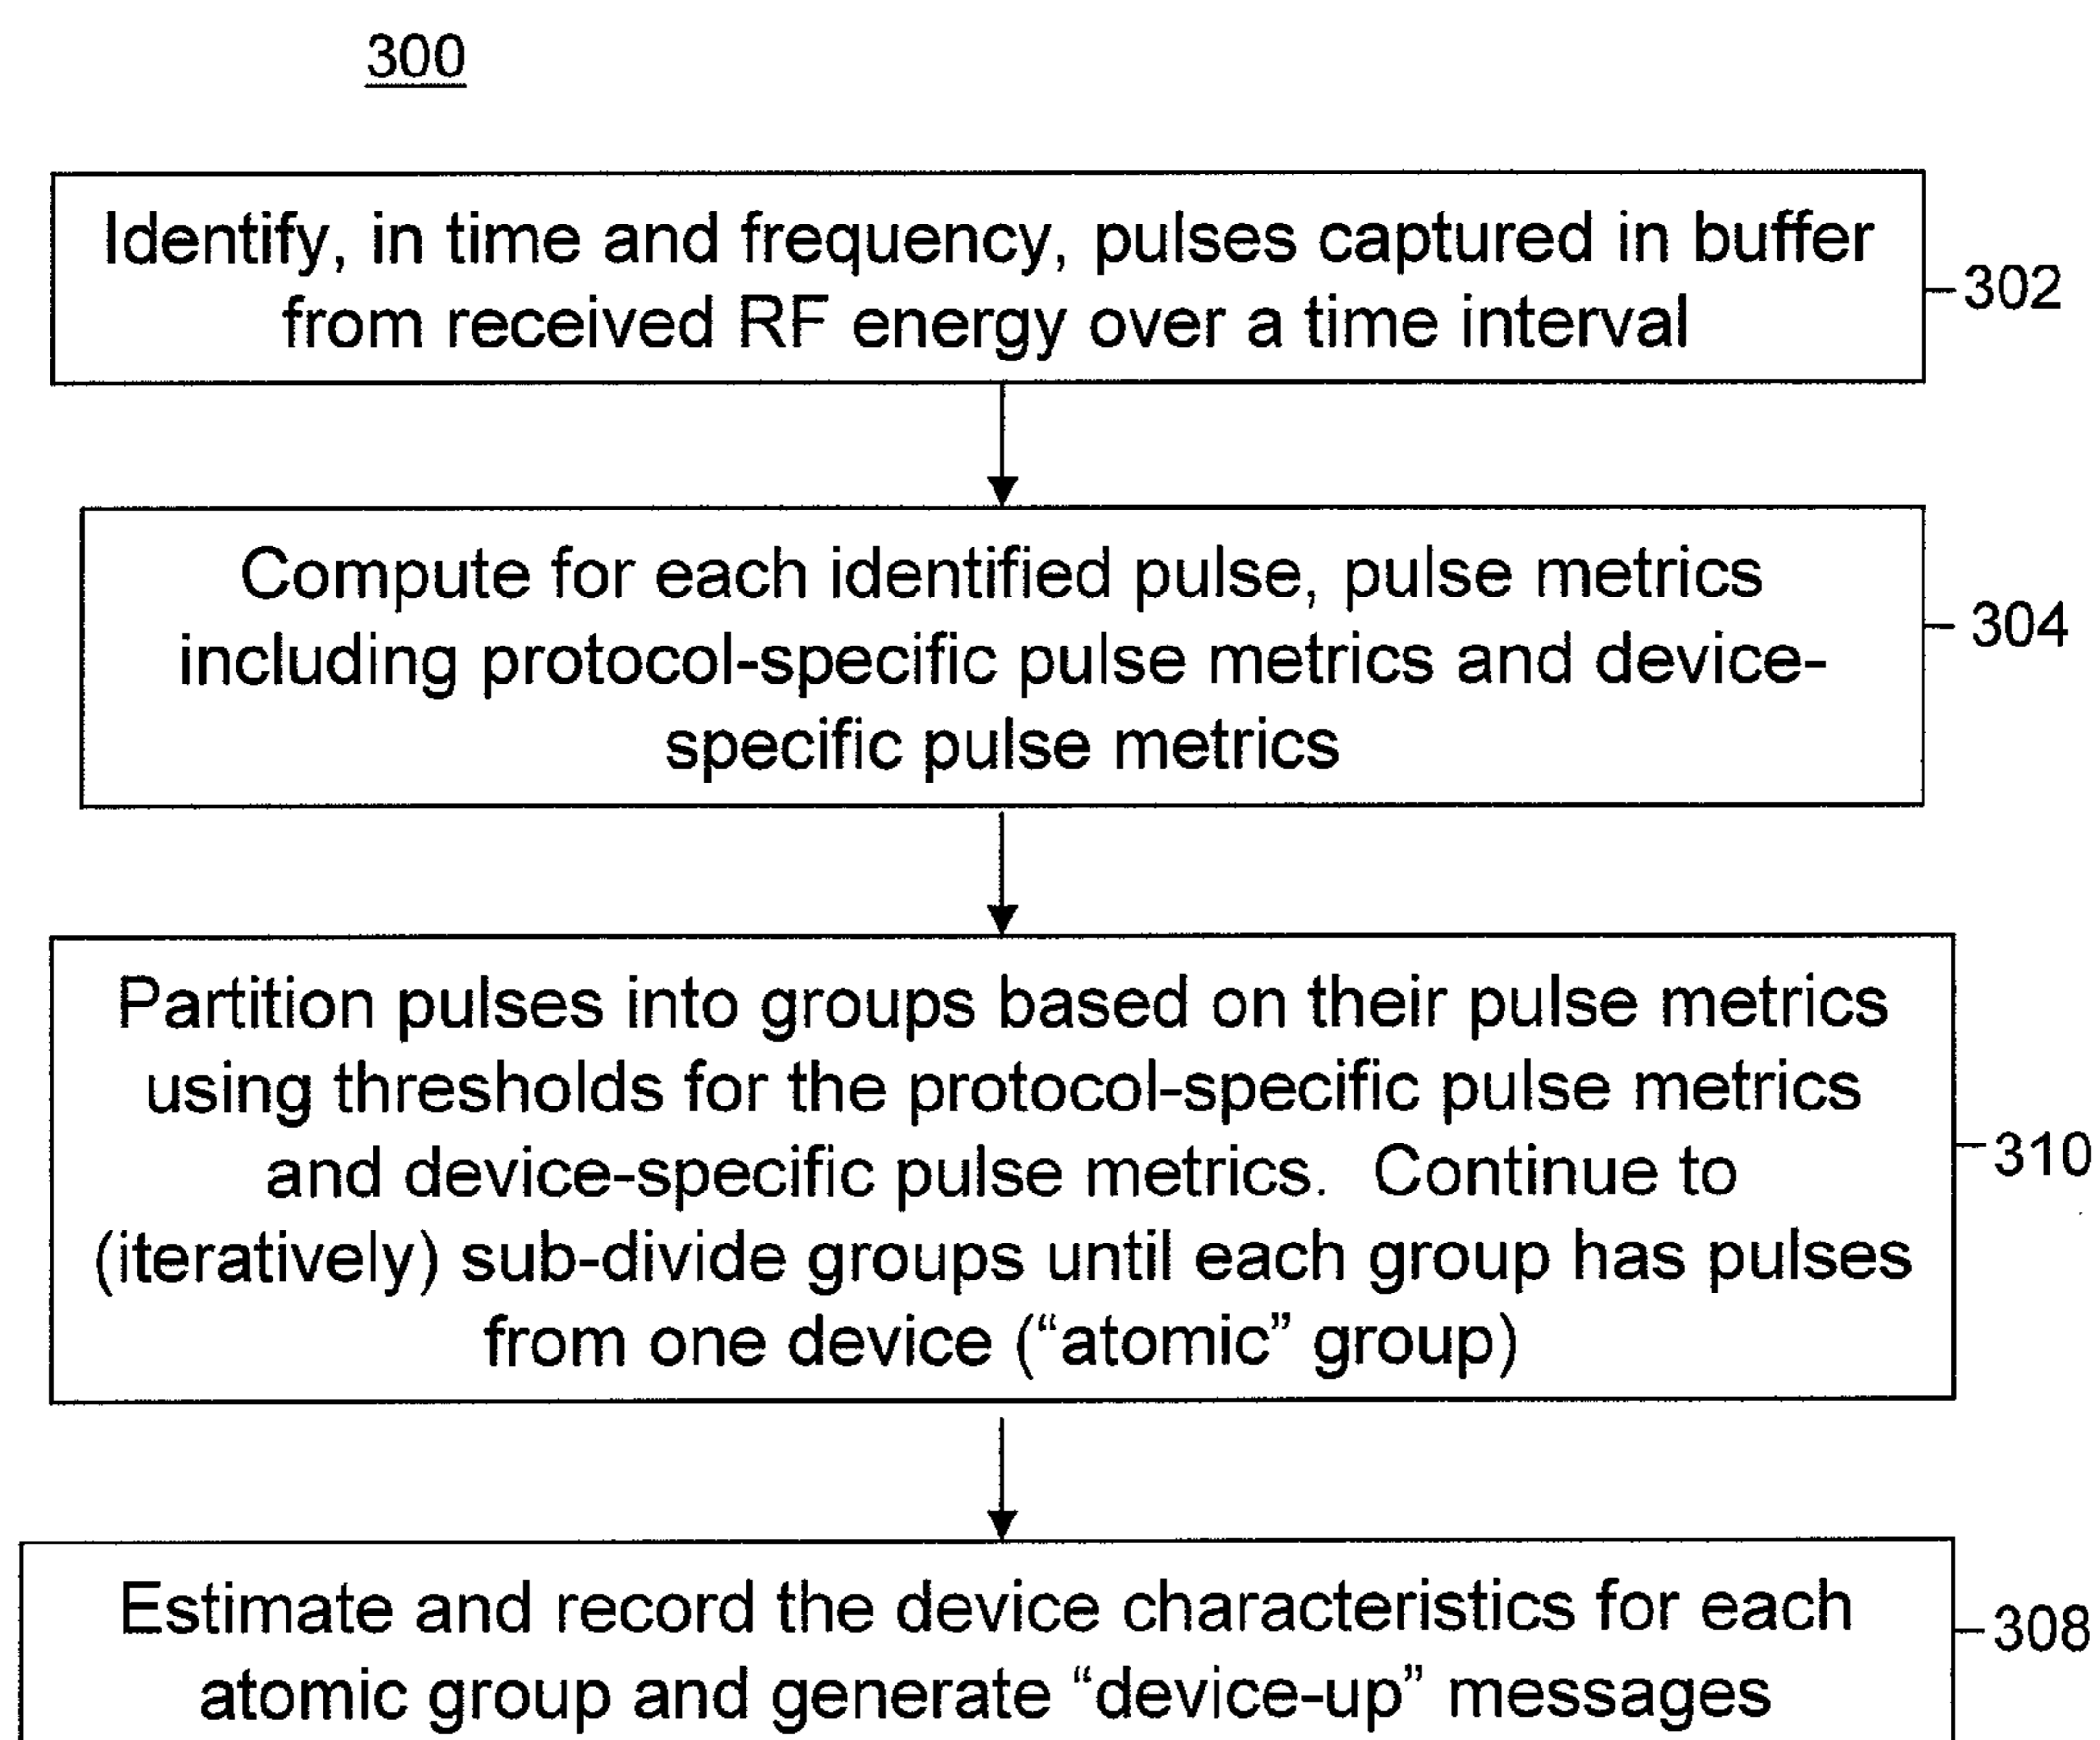 300
Identify, in time and frequency, pulses captured in buffer
from received RF energy over a time interval
302
Compute for each identified pulse, pulse metrics
including protocol-specific pulse metrics and device-
specific pulse metrics
304
Partition pulses into groups based on their pulse metrics
using thresholds for the protocol-specific pulse metrics
and device-specific pulse metrics. Continue to
(iteratively) sub-divide groups until each group has pulses
from one device (“atomic” group)
310
Estimate and record the device characteristics for each
atomic group and generate “device-up” messages
308